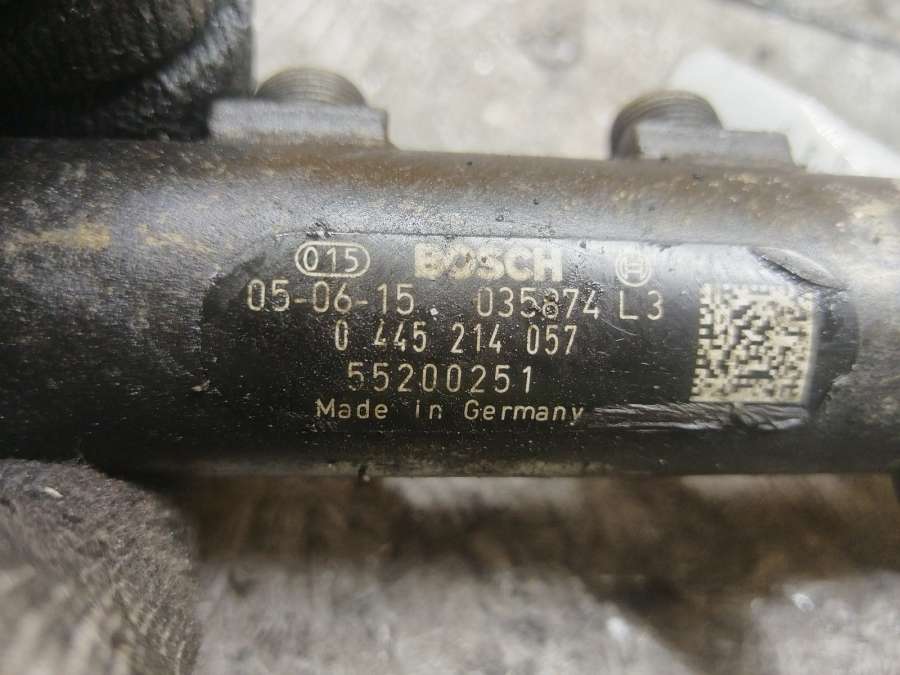 015 BOSCH
05-06-15 035874 L3
0 445 214 057
55200251
Made in Germany